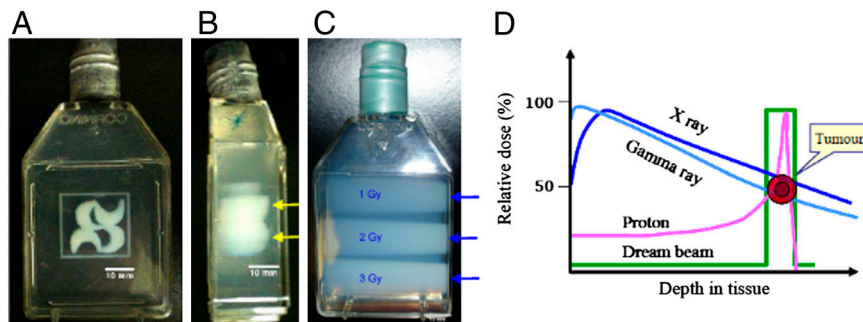 A
B
C
D
CORNING
10 mm
10 mm
1 Gy
2 Gy
3 Gy
Relative dose (%)
100
50
X ray
Gamma ray
Tumour
Proton
Dream beam
Depth in tissue